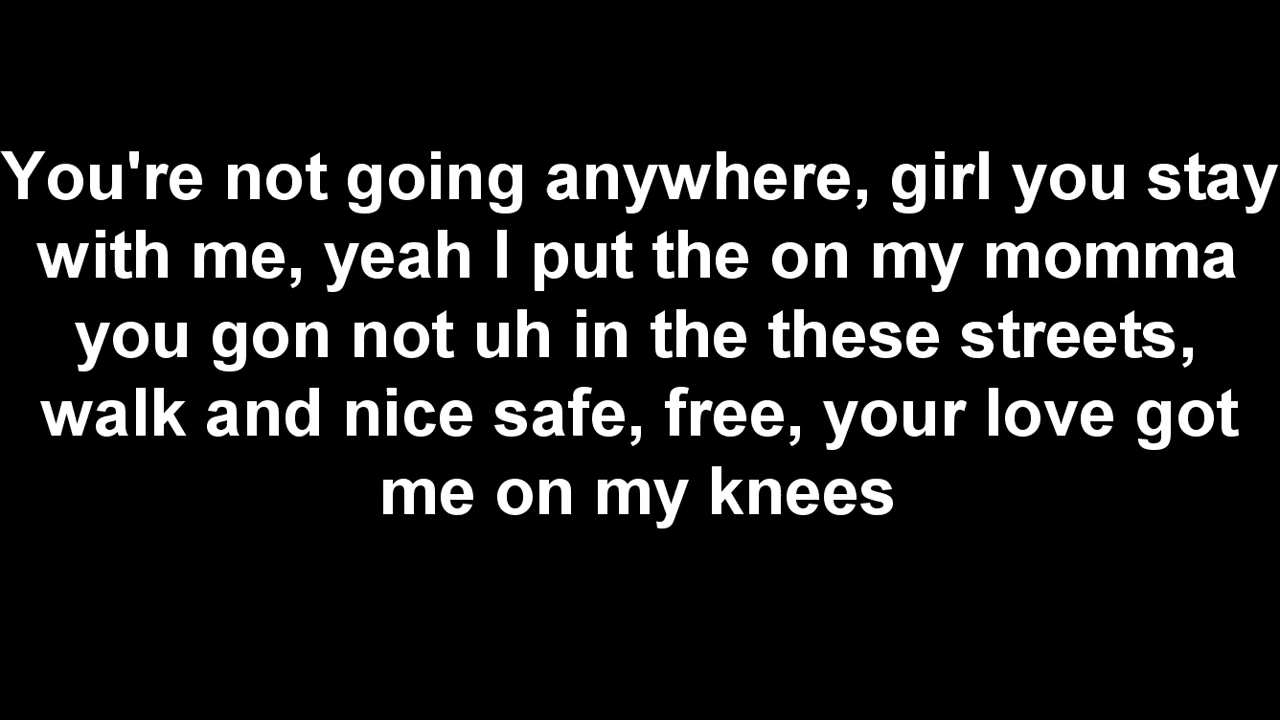 You're not going anywhere, girl you stay
with me, yeah I put the on my momma
you gon not uh in the these streets,
walk and nice safe, free, your love got
me on my knees